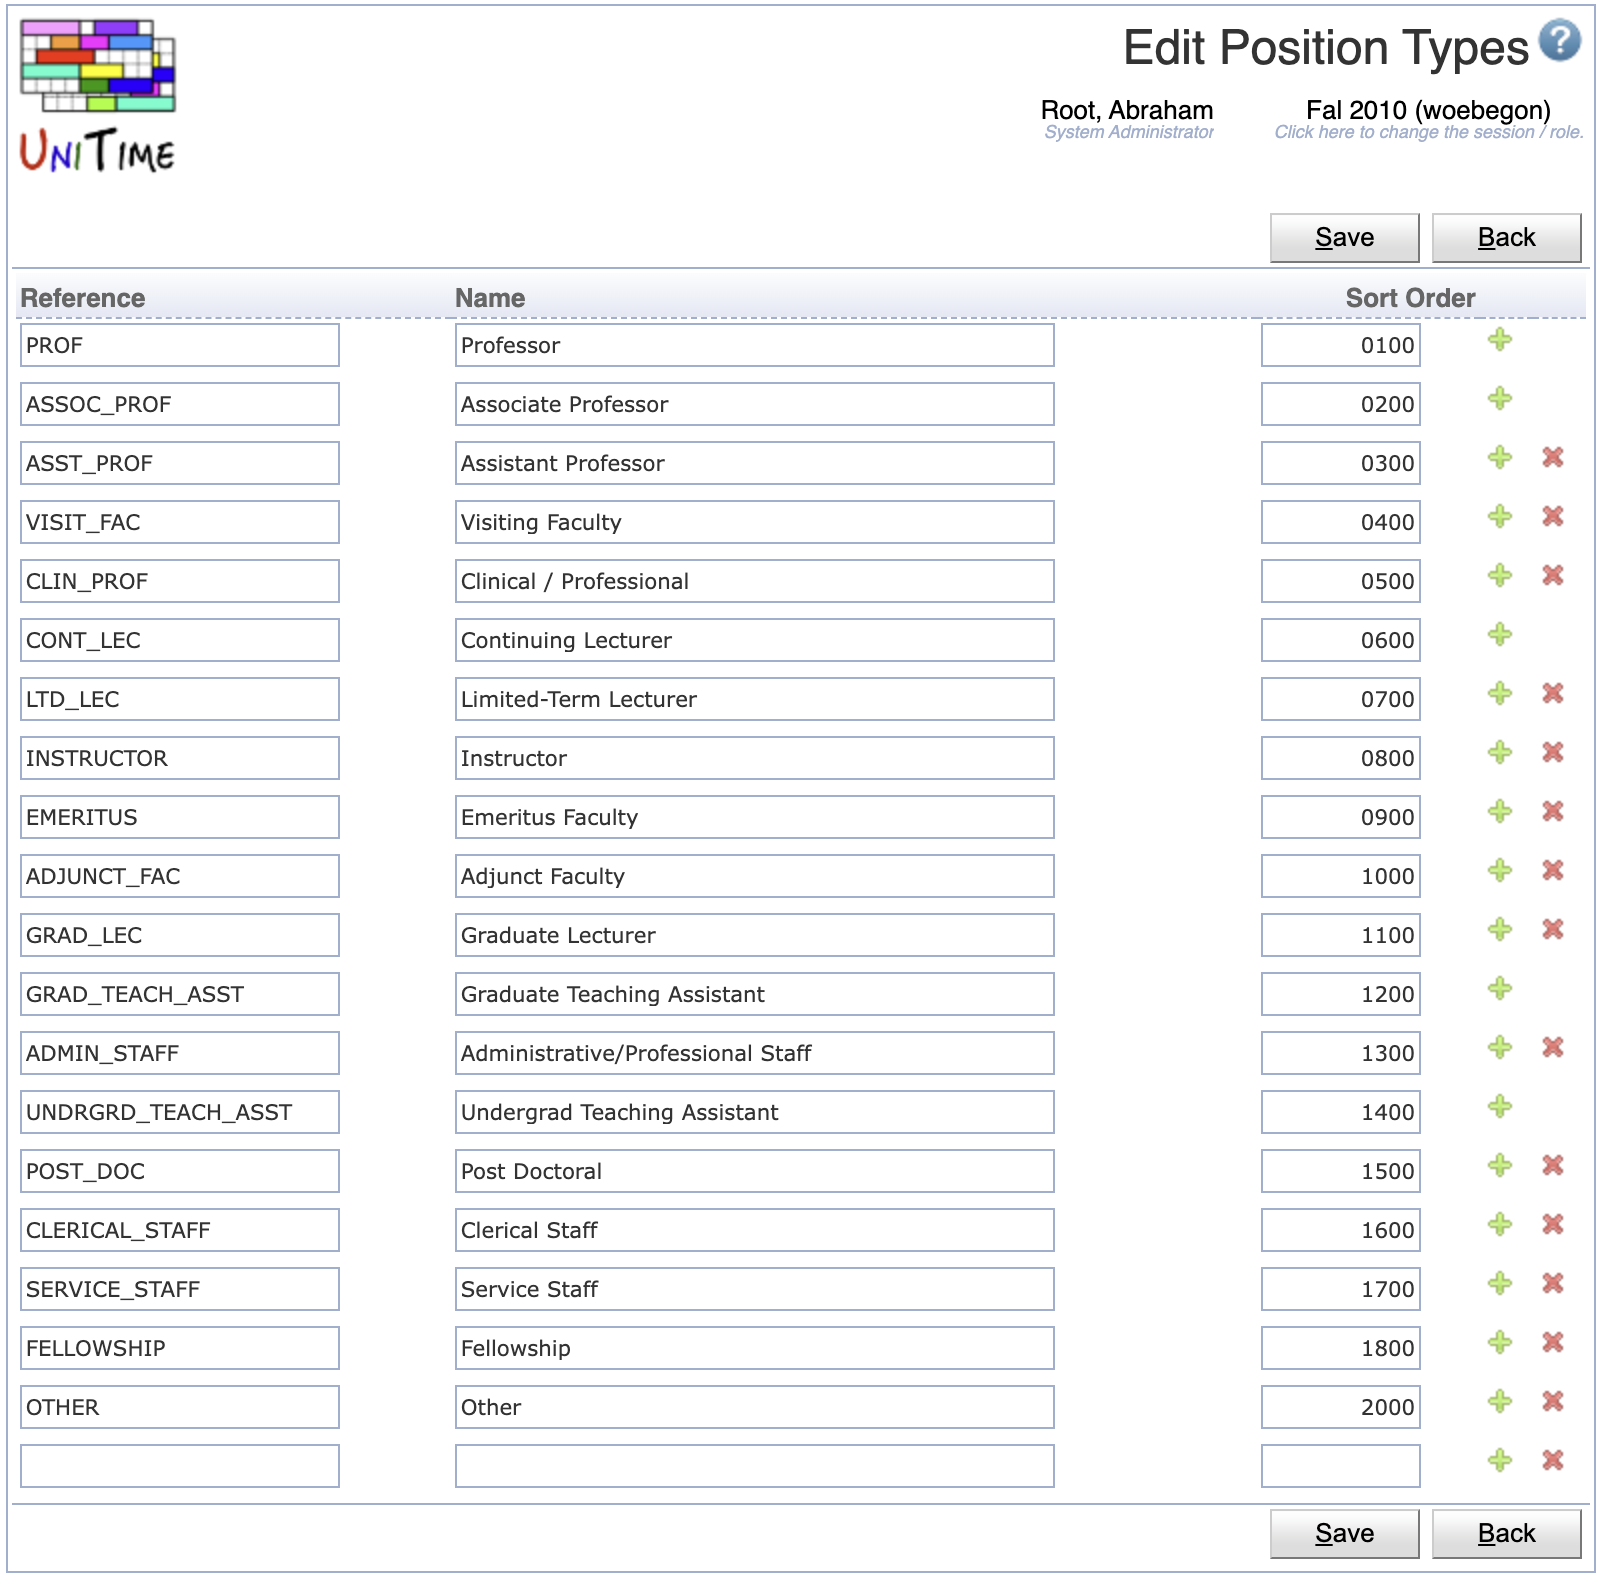 Edit Position Types ?
UniTime
Root, Abraham
System Administrator
Fal 2010 (woebegon)
Click here to change the session / role.
Save Back
Reference Name Sort Order
PROF Professor 0100
ASSOC_PROF Associate Professor 0200
ASST_PROF Assistant Professor 0300
VISIT_FAC Visiting Faculty 0400
CLIN_PROF Clinical / Professional 0500
CONT_LEC Continuing Lecturer 0600
LTD_LEC Limited-Term Lecturer 0700
INSTRUCTOR Instructor 0800
EMERITUS Emeritus Faculty 0900
ADJUNCT_FAC Adjunct Faculty 1000
GRAD_LEC Graduate Lecturer 1100
GRAD_TEACH_ASST Graduate Teaching Assistant 1200
ADMIN_STAFF Administrative/Professional Staff 1300
UNDRGRD_TEACH_ASST Undergrad Teaching Assistant 1400
POST_DOC Post Doctoral 1500
CLERICAL_STAFF Clerical Staff 1600
SERVICE_STAFF Service Staff 1700
FELLOWSHIP Fellowship 1800
OTHER Other 2000
Save Back